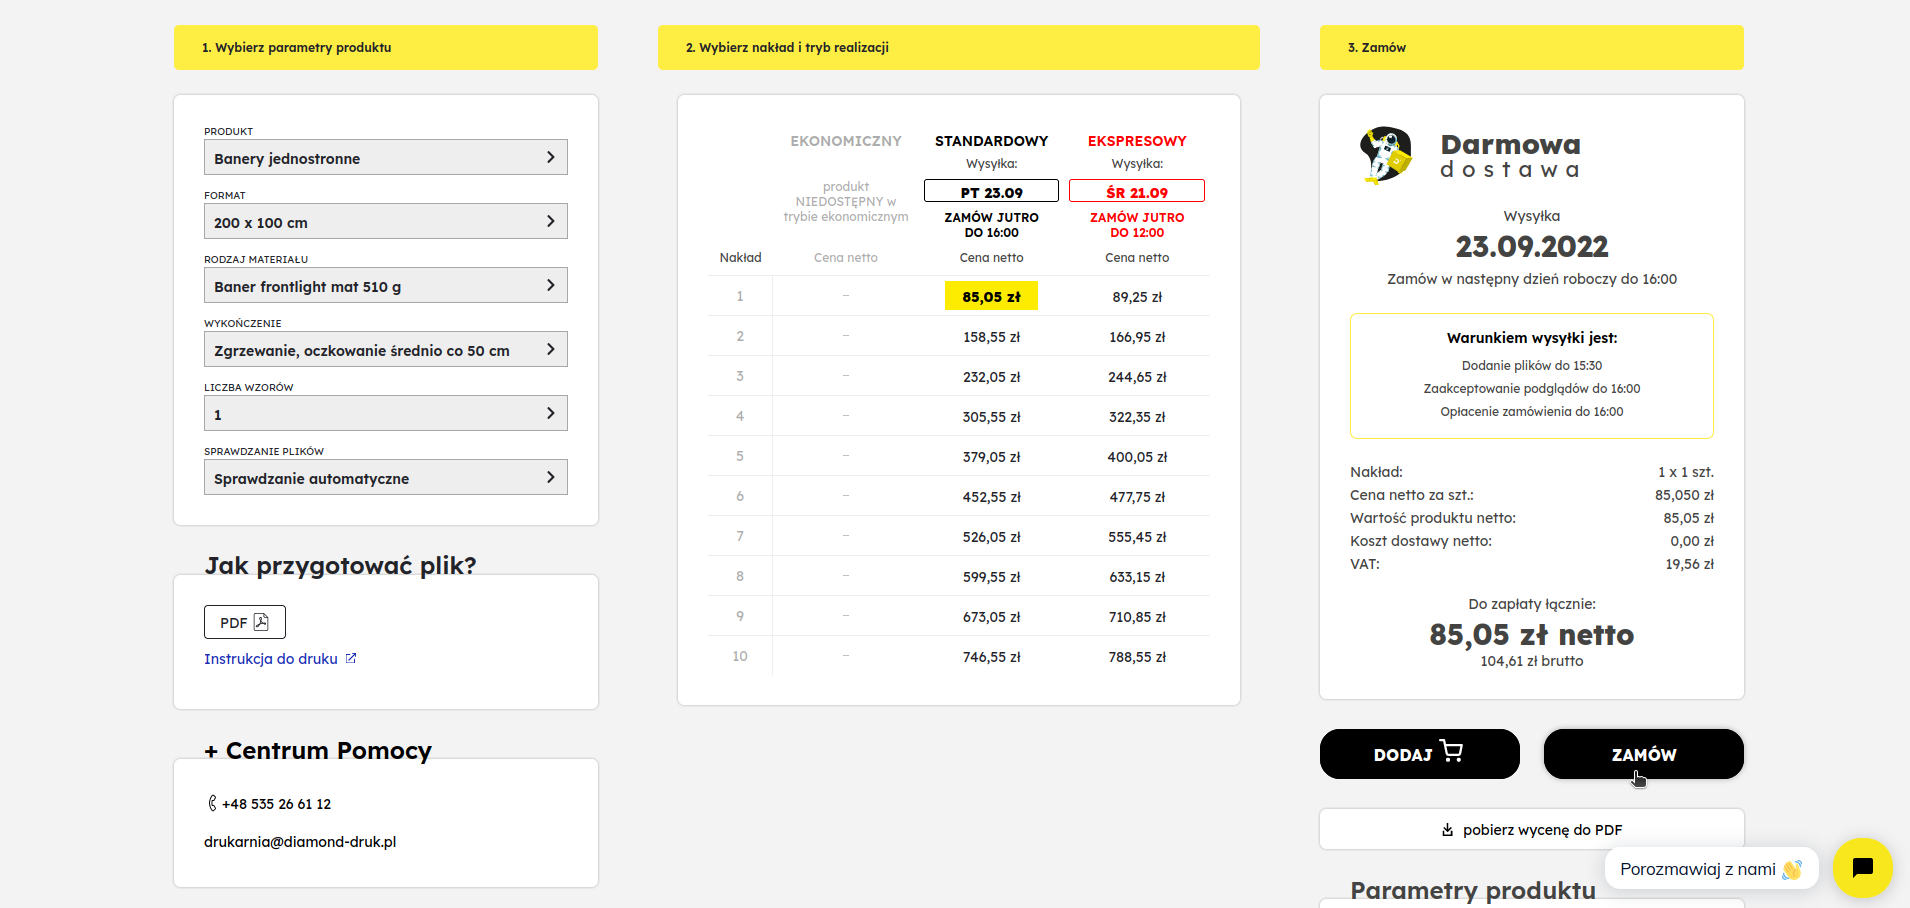 1. Wybierz parametry produktu
PRODUKT
Banery jednostronne
FORMAT
200 x 100 cm
RODZAJ MATERIAŁU
Baner frontlight mat 510 g
WYKOŃCZENIE
Zgrzewanie, oczkowanie średnio co 50 cm
LICZBA WZORÓW
1
SPRAWDZANIE PLIKÓW
Sprawdzanie automatyczne
Jak przygotować plik?
PDF
Instrukcja do druku
+ Centrum Pomocy
+48 535 26 61 12
drukarnia@diamond-druk.pl
2. Wybierz nakład i tryb realizacji
EKONOMICZNY STANDARDOWY EKSPRESOWY
Wysyłka: Wysyłka:
produkt
NIEDOSTĘPNY w
trybie ekonomicznym
PT 23.09 ŚR 21.09
ZAMÓW JUTRO
DO 16:00
ZAMÓW JUTRO
DO 12:00
Nakład Cena netto Cena netto Cena netto
1 – 85,05 zł 89,25 zł
2 – 158,55 zł 166,95 zł
3 – 232,05 zł 244,65 zł
4 – 305,55 zł 322,35 zł
5 – 379,05 zł 400,05 zł
6 – 452,55 zł 477,75 zł
7 – 526,05 zł 555,45 zł
8 – 599,55 zł 633,15 zł
9 – 673,05 zł 710,85 zł
10 – 746,55 zł 788,55 zł
3. Zamów
Darmowa
dostawa
Wysyłka
23.09.2022
Zamów w następny dzień roboczy do 16:00
Warunkiem wysyłki jest:
Dodanie plików do 15:30
Zaakceptowanie podglądów do 16:00
Opłacenie zamówienia do 16:00
Nakład: 1 x 1 szt.
Cena netto za szt.: 85,050 zł
Wartość produktu netto: 85,05 zł
Koszt dostawy netto: 0,00 zł
VAT: 19,56 zł
Do zapłaty łącznie:
85,05 zł netto
104,61 zł brutto
DODAJ
ZAMÓW
pobierz wycenę do PDF
Porozmawiaj z nami 👋
Parametry produktu